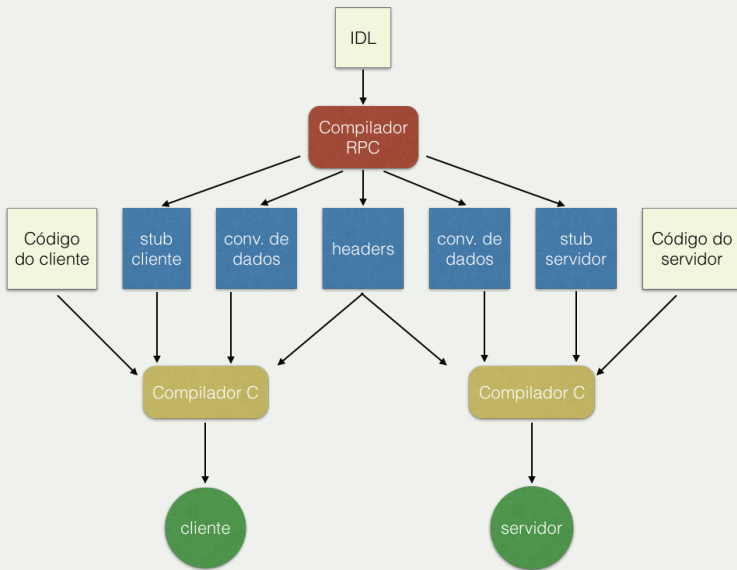 IDL
Compilador
RPC
Código
do cliente
stub
cliente
conv. de
dados
headers
conv. de
dados
stub
servidor
Código do
servidor
Compilador C
Compilador C
cliente
servidor